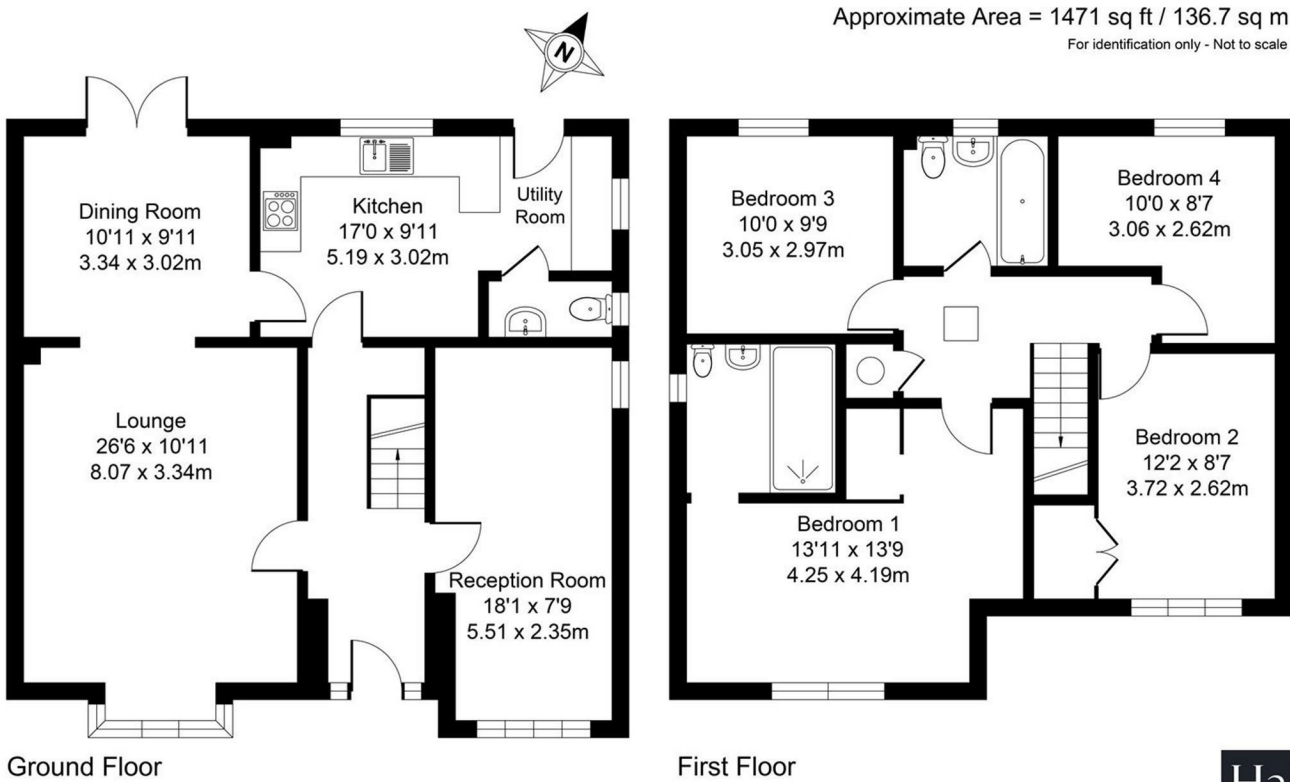 Approximate Area = 1471 sq ft / 136.7 sq m
For identification only - Not to scale
N
Dining Room
10'11 x 9'11
3.34 x 3.02m
Kitchen
17'0 x 9'11
5.19 x 3.02m
Utility
Room
Lounge
26'6 x 10'11
8.07 x 3.34m
Reception Room
18'1 x 7'9
5.51 x 2.35m
Ground Floor
Bedroom 3
10'0 x 9'9
3.05 x 2.97m
Bedroom 4
10'0 x 8'7
3.06 x 2.62m
Bedroom 1
13'11 x 13'9
4.25 x 4.19m
Bedroom 2
12'2 x 8'7
3.72 x 2.62m
First Floor
Ha